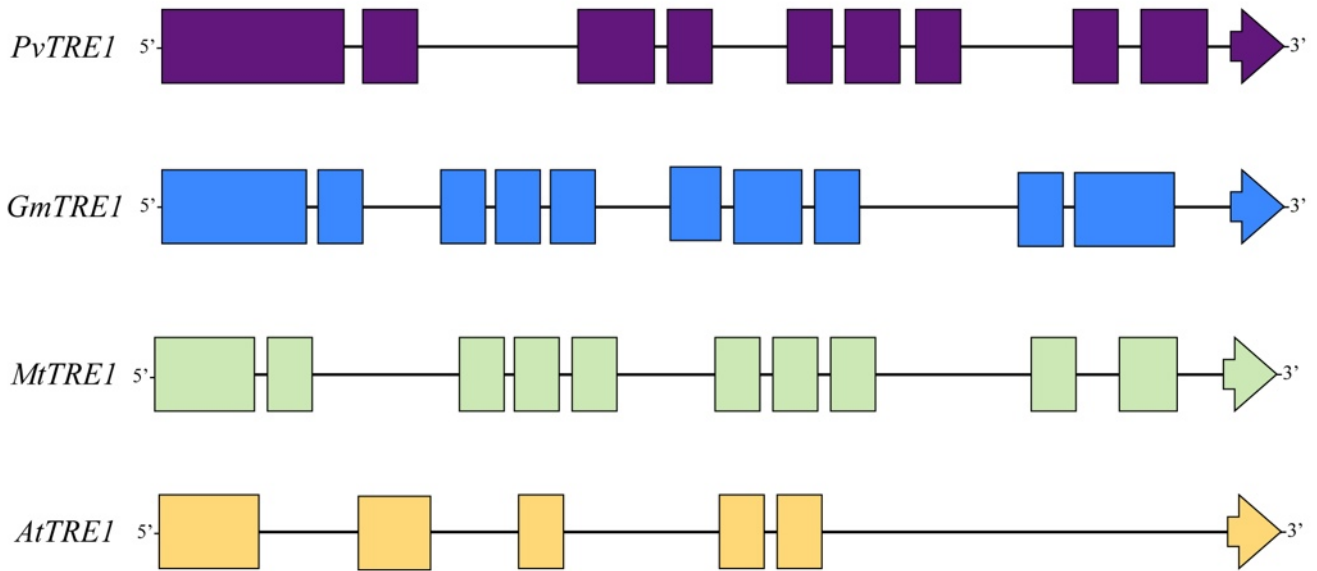 PvTRE1 5’ 3’
GmTRE1 5’ 3’
MtTRE1 5’ 3’
AtTRE1 5’ 3’